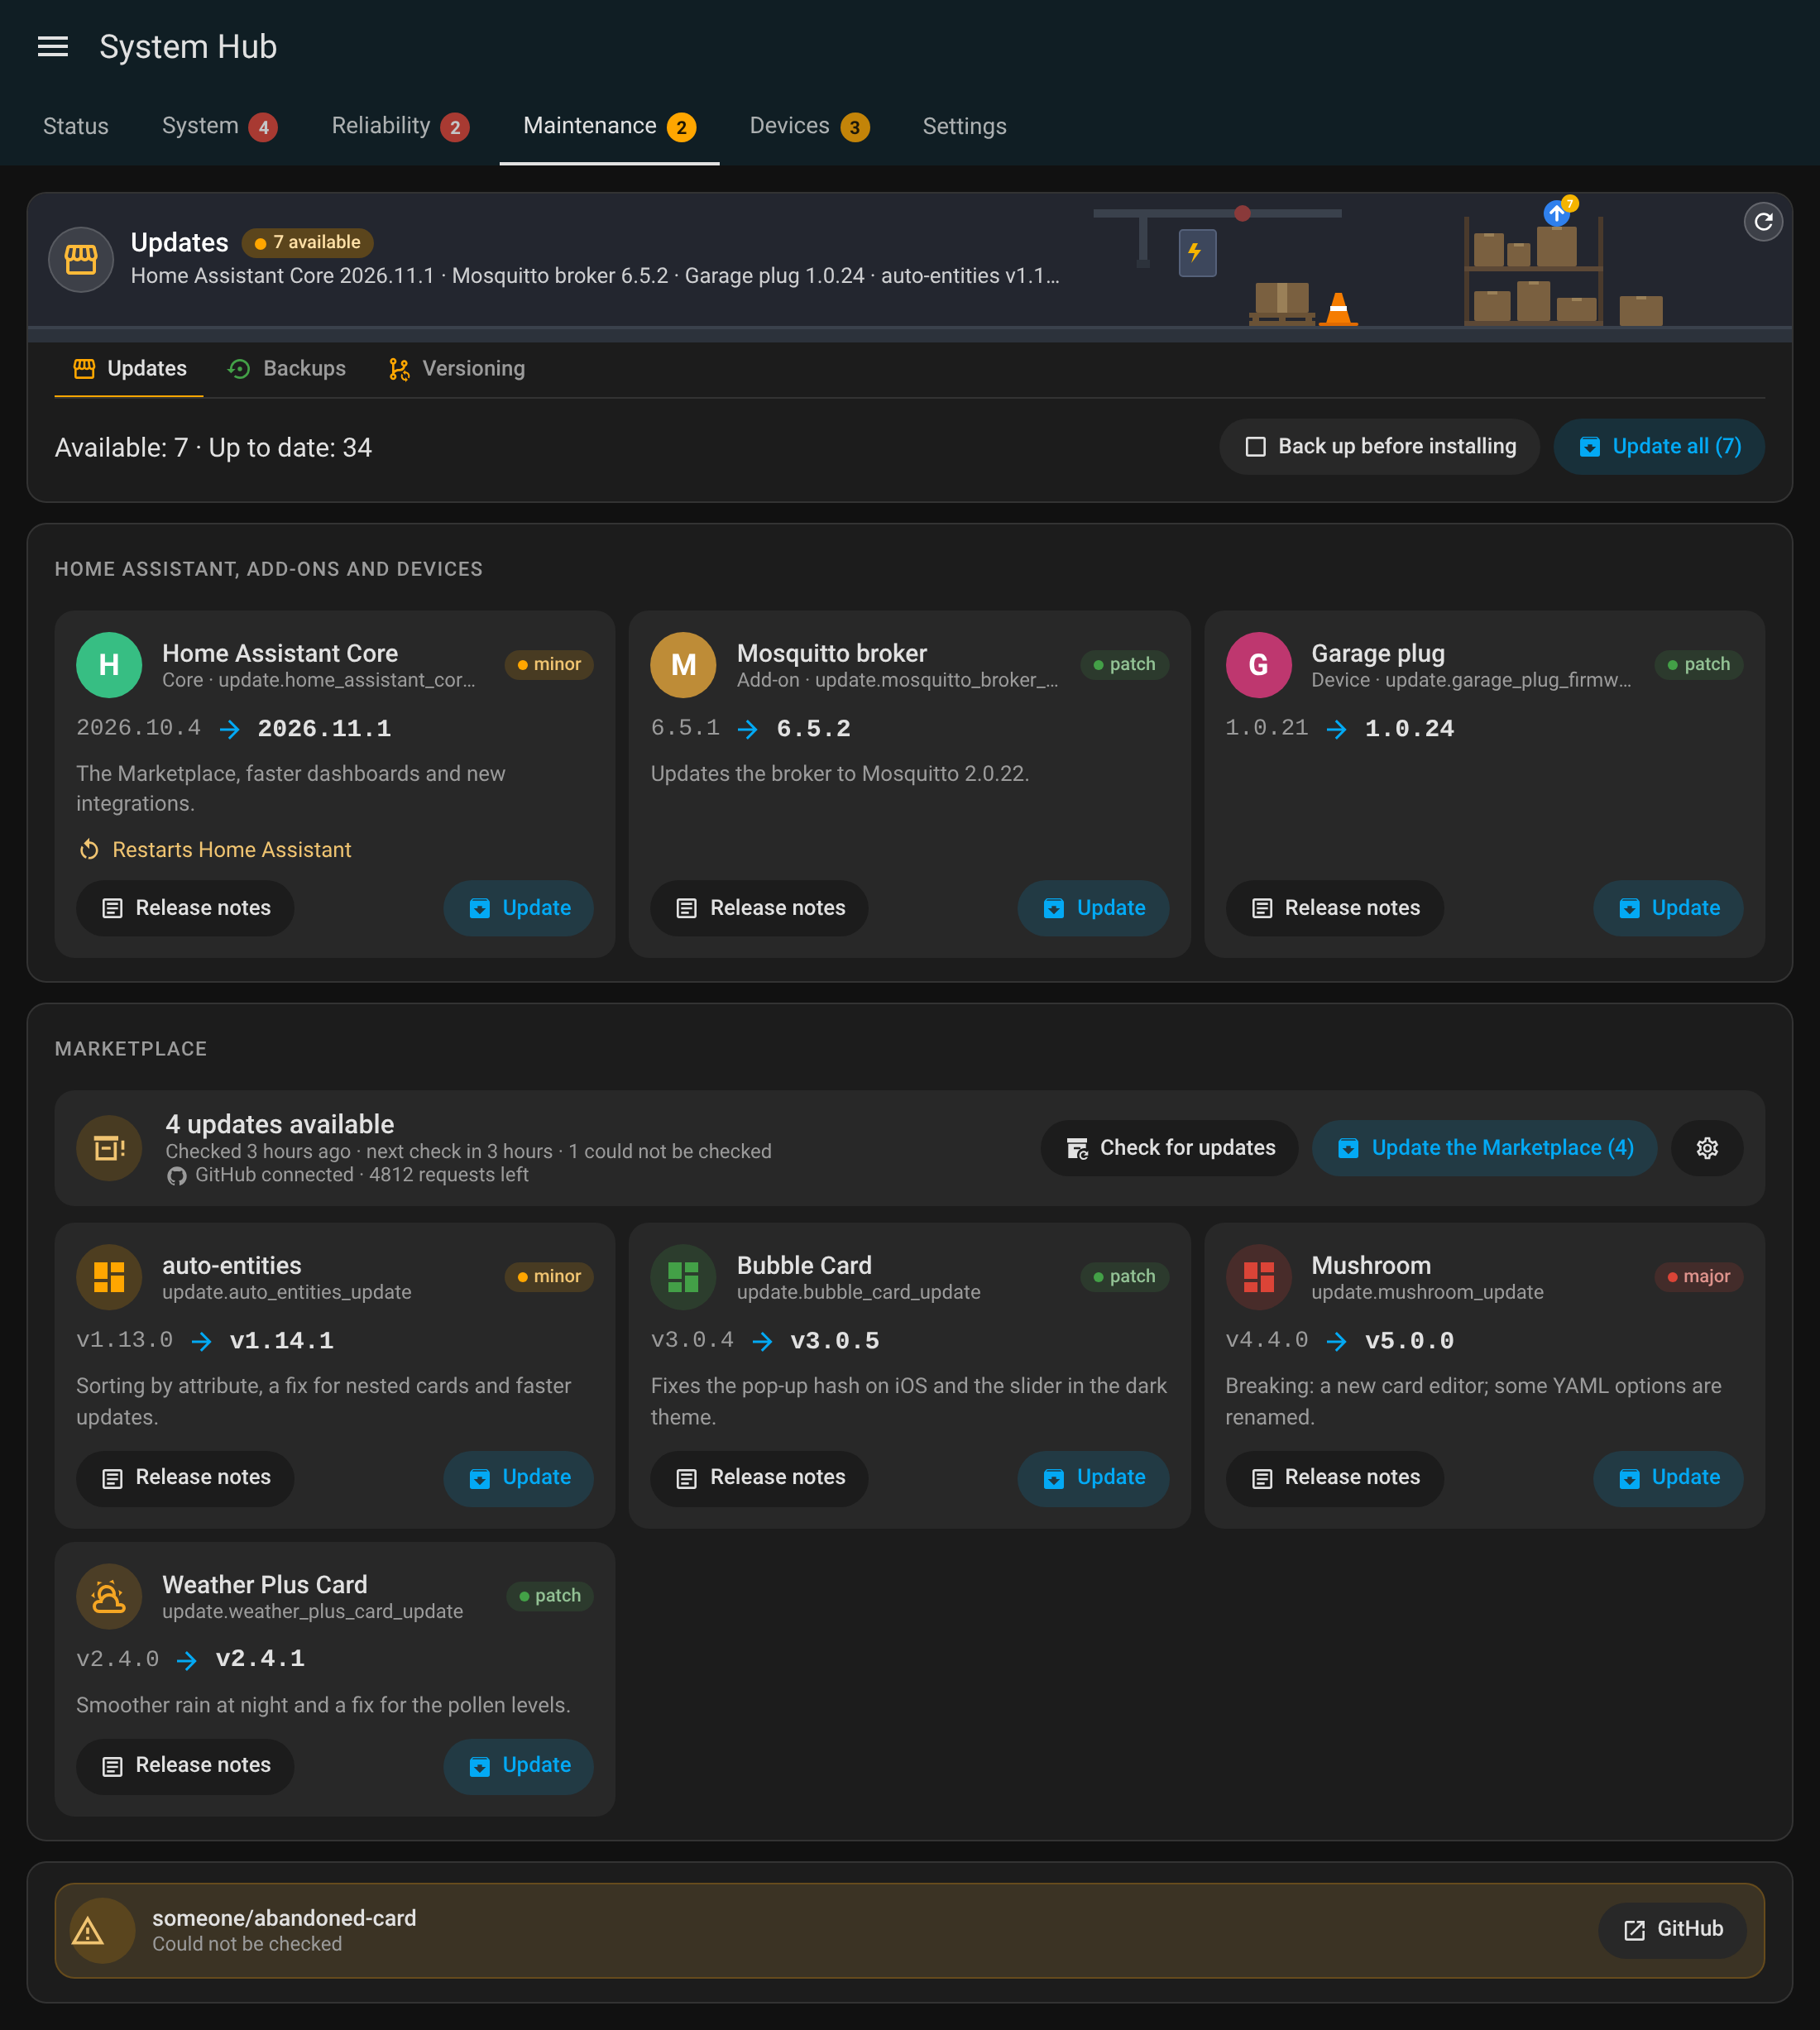 System Hub
Status
System 4
Reliability 2
Maintenance 2
Devices 3
Settings
Updates 7 available
Home Assistant Core 2026.11.1 · Mosquitto broker 6.5.2 · Garage plug 1.0.24 · auto-entities v1.1…
7
Updates
Backups
Versioning
Available: 7 · Up to date: 34
Back up before installing
Update all (7)
HOME ASSISTANT, ADD-ONS AND DEVICES
H
Home Assistant Core
Core · update.home_assistant_cor…
minor
2026.10.4 → 2026.11.1
The Marketplace, faster dashboards and new
integrations.
Restarts Home Assistant
Release notes
Update
M
Mosquitto broker
Add-on · update.mosquitto_broker_…
patch
6.5.1 → 6.5.2
Updates the broker to Mosquitto 2.0.22.
Release notes
Update
G
Garage plug
Device · update.garage_plug_firmw…
patch
1.0.21 → 1.0.24
Release notes
Update
MARKETPLACE
4 updates available
Checked 3 hours ago · next check in 3 hours · 1 could not be checked
GitHub connected · 4812 requests left
Check for updates
Update the Marketplace (4)
auto-entities
update.auto_entities_update
minor
v1.13.0 → v1.14.1
Sorting by attribute, a fix for nested cards and faster
updates.
Release notes
Update
Bubble Card
update.bubble_card_update
patch
v3.0.4 → v3.0.5
Fixes the pop-up hash on iOS and the slider in the dark
theme.
Release notes
Update
Mushroom
update.mushroom_update
major
v4.4.0 → v5.0.0
Breaking: a new card editor; some YAML options are
renamed.
Release notes
Update
Weather Plus Card
update.weather_plus_card_update
patch
v2.4.0 → v2.4.1
Smoother rain at night and a fix for the pollen levels.
Release notes
Update
someone/abandoned-card
Could not be checked
GitHub